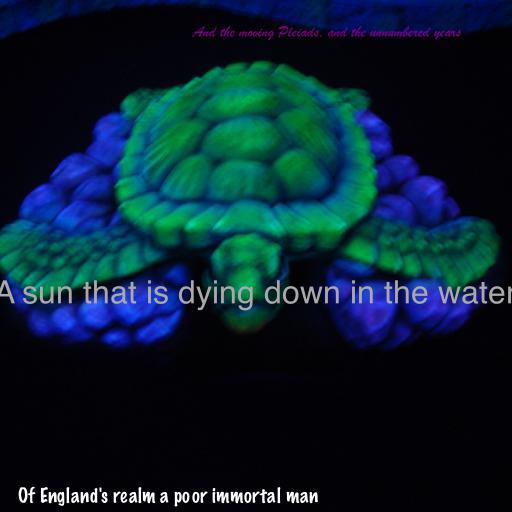 And the moving Pleiads, and the unnumbered years
A sun that is dying down in the water
Of England's realm a poor immortal man